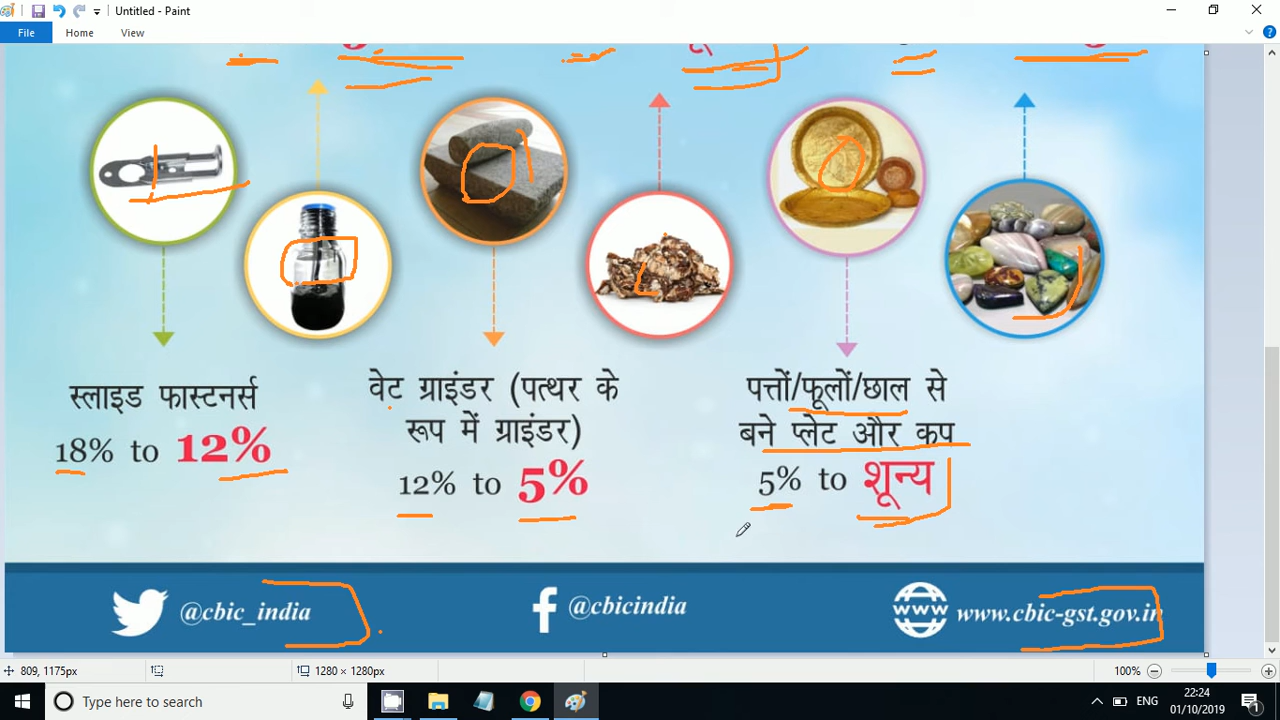 Untitled - Paint
File Home View
स्लाइड फास्टनर्स
18% to 12%
वेट ग्राइंडर (पत्थर के
रूप में ग्राइंडर)
12% to 5%
पत्तों/फूलों/छाल से
बने प्लेट और कप
5% to शून्य
@cbic_india
f @cbicindia
www www.cbic-gst.gov.in
809, 1175px
1280 × 1280px
100%
Type here to search
ENG
22:24
01/10/2019
1